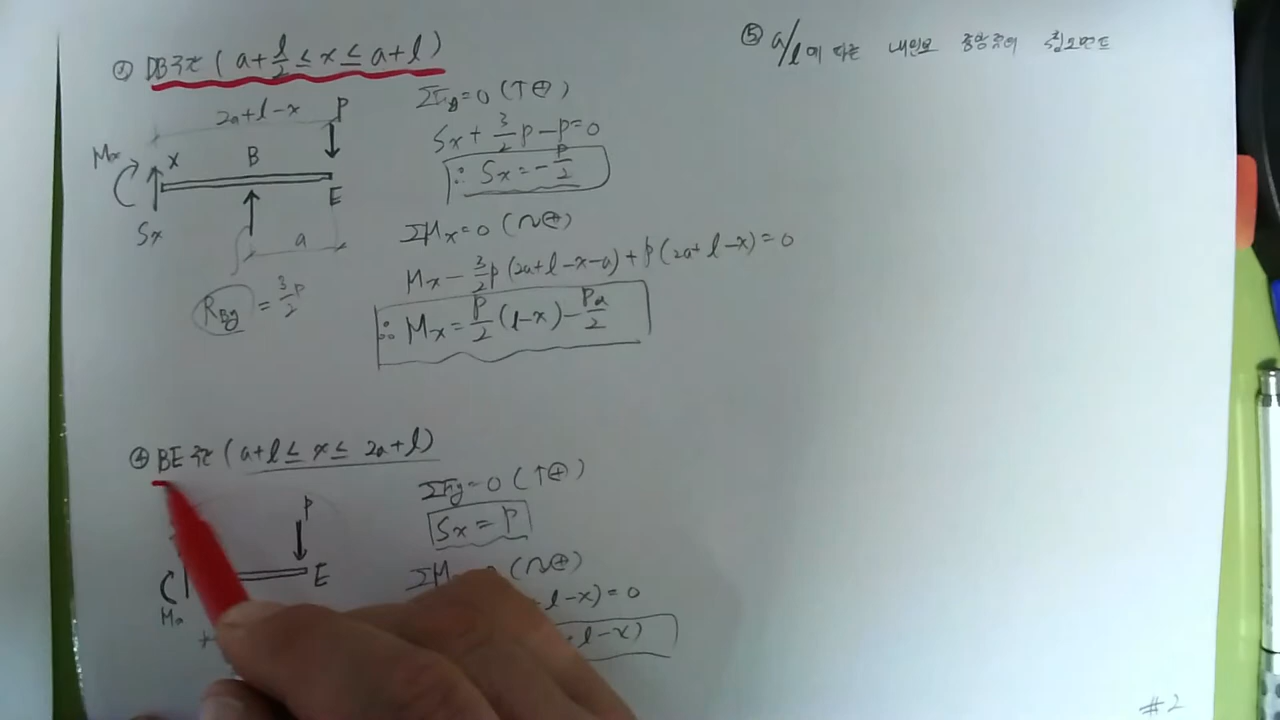 ③ DB구간 (a+l/2 ≤ x ≤ a+l)
2a+l-x
P
Mx
x
B
E
Sx
a
R_By = 3/2 P
ΣFy=0 (↑⊕)
Sx + 3/2 P - P = 0
∴ Sx = - P/2
ΣMx=0 (⊕)
Mx - 3/2 P (2a+l-x-a) + P(2a+l-x) = 0
∴ Mx = P/2 (l-x) - Pa/2
④ BE구간 (a+l ≤ x ≤ 2a+l)
P
E
ΣFy=0 (↑⊕)
Sx = P
ΣM (⊕)
l-x) = 0
l-x)
⑤ a/l에 따른 내민보 중앙점의 휨모멘트
#2